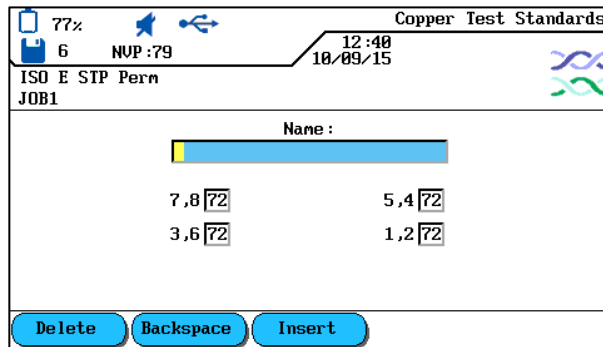 77% Copper Test Standards
6 NVP:79 12:40
10/09/15
ISO E STP Perm
JOB1
Name:
7,8 72 5,4 72
3,6 72 1,2 72
Delete Backspace Insert